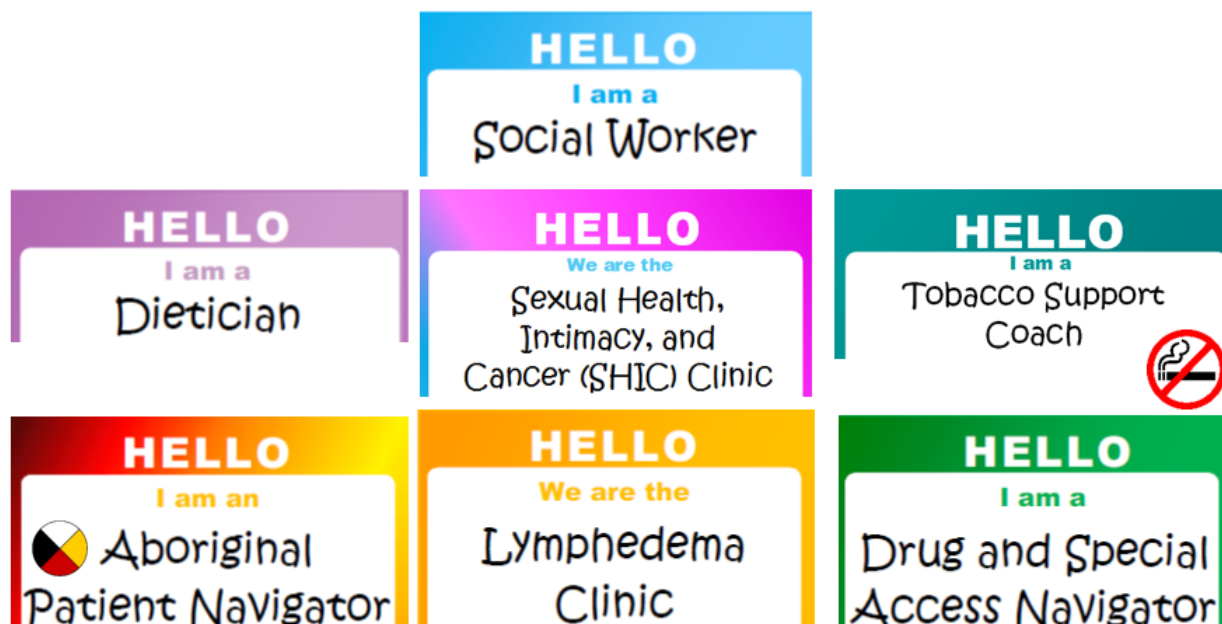 HELLO
I am a
Social Worker
HELLO
I am a
Dietician
HELLO
We are the
Sexual Health,
Intimacy, and
Cancer (SHIC) Clinic
HELLO
I am a
Tobacco Support
Coach
HELLO
I am an
Aboriginal
Patient Navigator
HELLO
We are the
Lymphedema
Clinic
HELLO
I am a
Drug and Special
Access Navigator